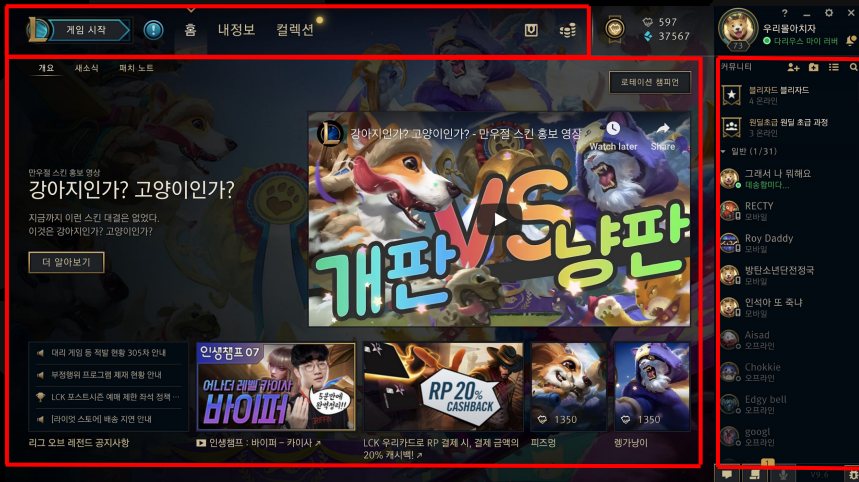 게임 시작
홈
내정보
컬렉션
597
37567
우리몰아치자
다리우스 마이 러버
73
개요
새소식
패치 노트
로테이션 챔피언
만우절 스킨 홍보 영상
강아지인가? 고양이인가?
지금까지 이런 스킨 대결은 없었다.
이것은 강아지인가? 고양이인가?
더 알아보기
강아지인가? 고양이인가? - 만우절 스킨 홍보 영상
Watch later
Share
개판
VS
냥판
대리 게임 등 적발 현황 305차 안내
부정행위 프로그램 제재 현황 안내
LCK 포스트시즌 예매 제한 좌석 정책 …
[라이엇 스토어] 배송 지연 안내
리그 오브 레전드 공지사항
인생챔프 07
어나더 레벨 카이사
바이퍼
5분만에
완벽정리!!
인생챔프 : 바이퍼 – 카이사
RP 20%
CASHBACK
LCK 우리카드로 RP 결제 시, 결제 금액의
20% 캐시백!
1350
피즈멍
1350
렝가냥이
커뮤니티
블리자드 블리자드
4 온라인
원딜초급 원딜 초급 과정
3 온라인
일반 (1/31)
그래서 나 뭐해요
데송합미다...
RECTY
모바일
Roy Daddy
모바일
방탄소년단전정국
모바일
인석아 또 죽냐
모바일
Aisad
오프라인
Chokkie
오프라인
Edgy bell
오프라인
googl
오프라인
1
V9.6